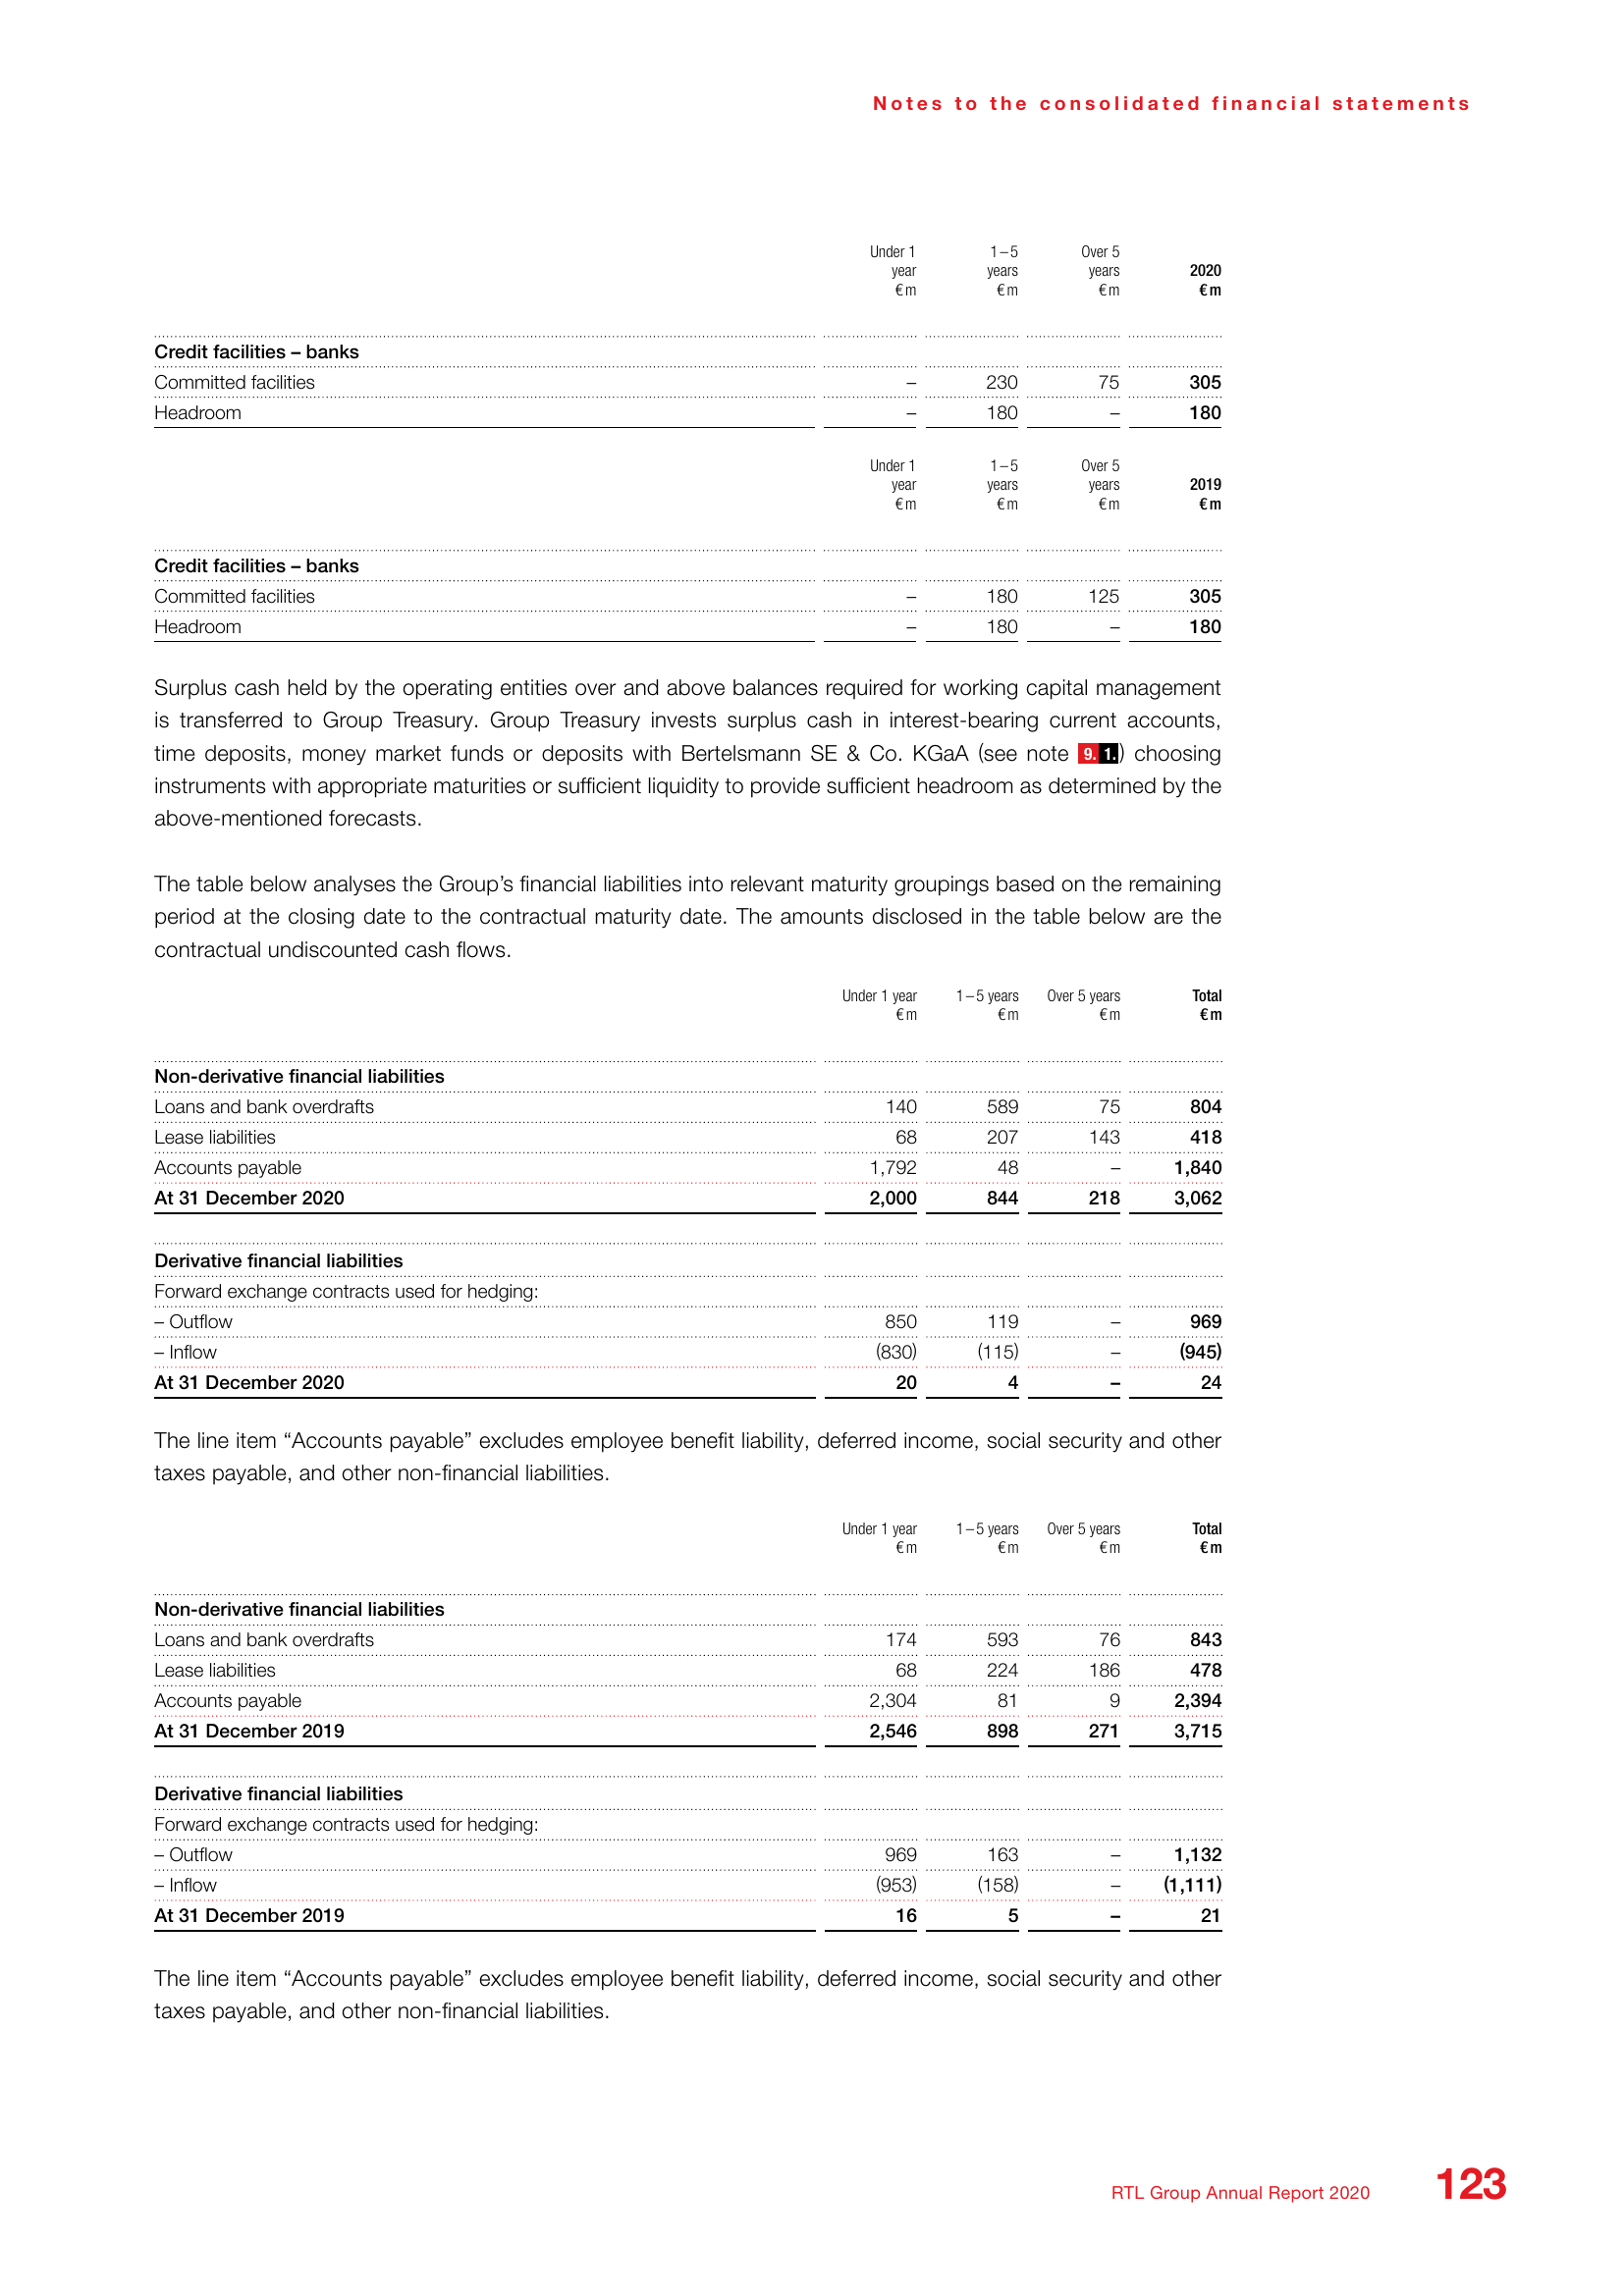 Notes to the consolidated financial statements
Under 1 1 – 5 Over 5
year years years 2020
€ m € m € m € m
Credit facilities – banks
Committed facilities – 230 75 305
Headroom – 180 – 180
Under 1 1 – 5 Over 5
year years years 2019
€ m € m € m € m
Credit facilities – banks
Committed facilities – 180 125 305
Headroom – 180 – 180
Surplus cash held by the operating entities over and above balances required for working capital management
is transferred to Group Treasury. Group Treasury invests surplus cash in interest-bearing current accounts,
time deposits, money market funds or deposits with Bertelsmann SE & Co. KGaA (see note 9. 1.) choosing
instruments with appropriate maturities or sufficient liquidity to provide sufficient headroom as determined by the
above-mentioned forecasts.
The table below analyses the Group’s financial liabilities into relevant maturity groupings based on the remaining
period at the closing date to the contractual maturity date. The amounts disclosed in the table below are the
contractual undiscounted cash flows.
Under 1 year 1 – 5 years Over 5 years Total
€ m € m € m € m
Non-derivative financial liabilities
Loans and bank overdrafts 140 589 75 804
Lease liabilities 68 207 143 418
Accounts payable 1,792 48 – 1,840
At 31 December 2020 2,000 844 218 3,062
Derivative financial liabilities
Forward exchange contracts used for hedging:
– Outflow 850 119 – 969
– Inflow (830) (115) – (945)
At 31 December 2020 20 4 – 24
The line item “Accounts payable” excludes employee benefit liability, deferred income, social security and other
taxes payable, and other non-financial liabilities.
Under 1 year 1 – 5 years Over 5 years Total
€ m € m € m € m
Non-derivative financial liabilities
Loans and bank overdrafts 174 593 76 843
Lease liabilities 68 224 186 478
Accounts payable 2,304 81 9 2,394
At 31 December 2019 2,546 898 271 3,715
Derivative financial liabilities
Forward exchange contracts used for hedging:
– Outflow 969 163 – 1,132
– Inflow (953) (158) – (1,111)
At 31 December 2019 16 5 – 21
The line item “Accounts payable” excludes employee benefit liability, deferred income, social security and other
taxes payable, and other non-financial liabilities.
RTL Group Annual Report 2020 123